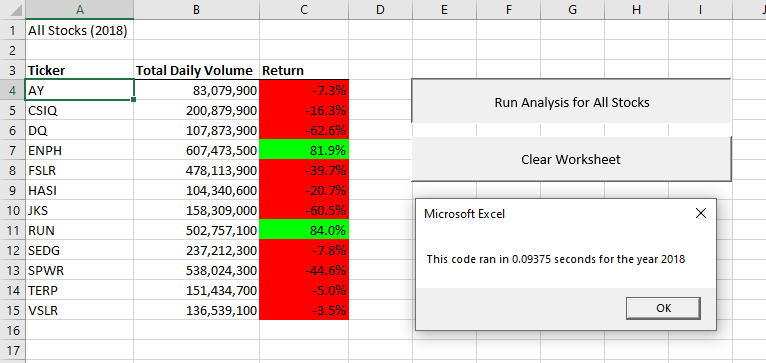 A B C D E F G H I
1 All Stocks (2018)
2
3 Ticker Total Daily Volume Return
4 AY 83,079,900 -7.3%
5 CSIQ 200,879,900 -16.3%
6 DQ 107,873,900 -62.6%
7 ENPH 607,473,500 81.9%
8 FSLR 478,113,900 -39.7%
9 HASI 104,340,600 -20.7%
10 JKS 158,309,000 -60.5%
11 RUN 502,757,100 84.0%
12 SEDG 237,212,300 -7.8%
13 SPWR 538,024,300 -44.6%
14 TERP 151,434,700 -5.0%
15 VSLR 136,539,100 -3.5%
16
17
Run Analysis for All Stocks
Clear Worksheet
Microsoft Excel
This code ran in 0.09375 seconds for the year 2018
OK